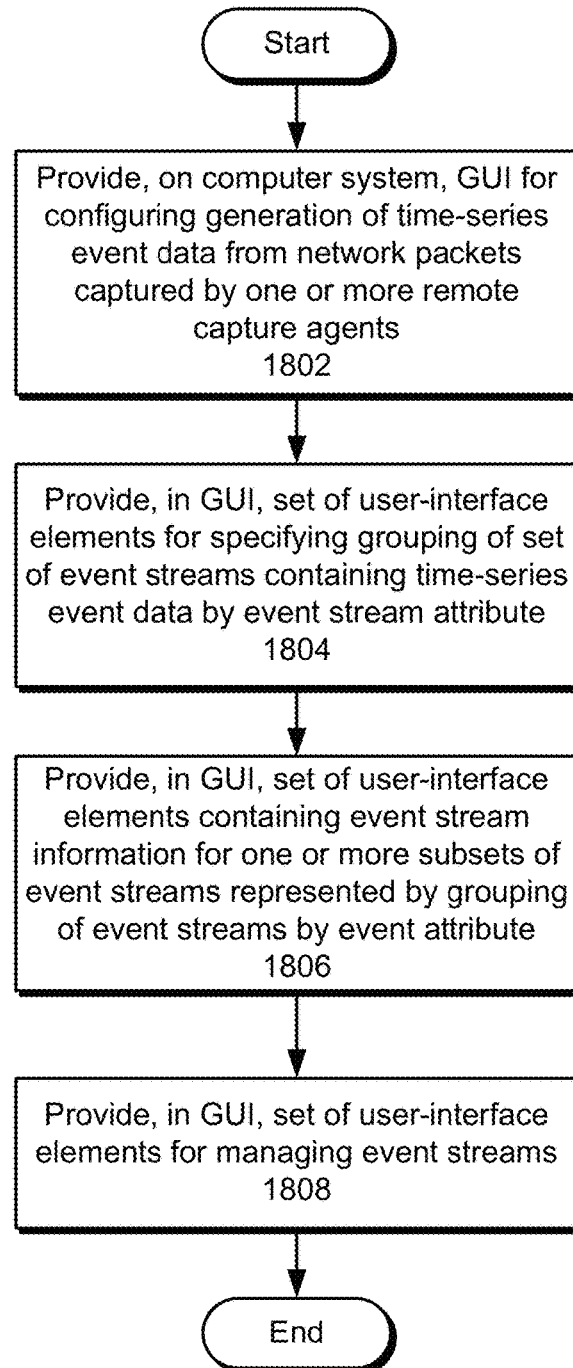 Start
Provide, on computer system, GUI for
configuring generation of time-series
event data from network packets
captured by one or more remote
capture agents
1802
Provide, in GUI, set of user-interface
elements for specifying grouping of set
of event streams containing time-series
event data by event stream attribute
1804
Provide, in GUI, set of user-interface
elements containing event stream
information for one or more subsets of
event streams represented by grouping
of event streams by event attribute
1806
Provide, in GUI, set of user-interface
elements for managing event streams
1808
End